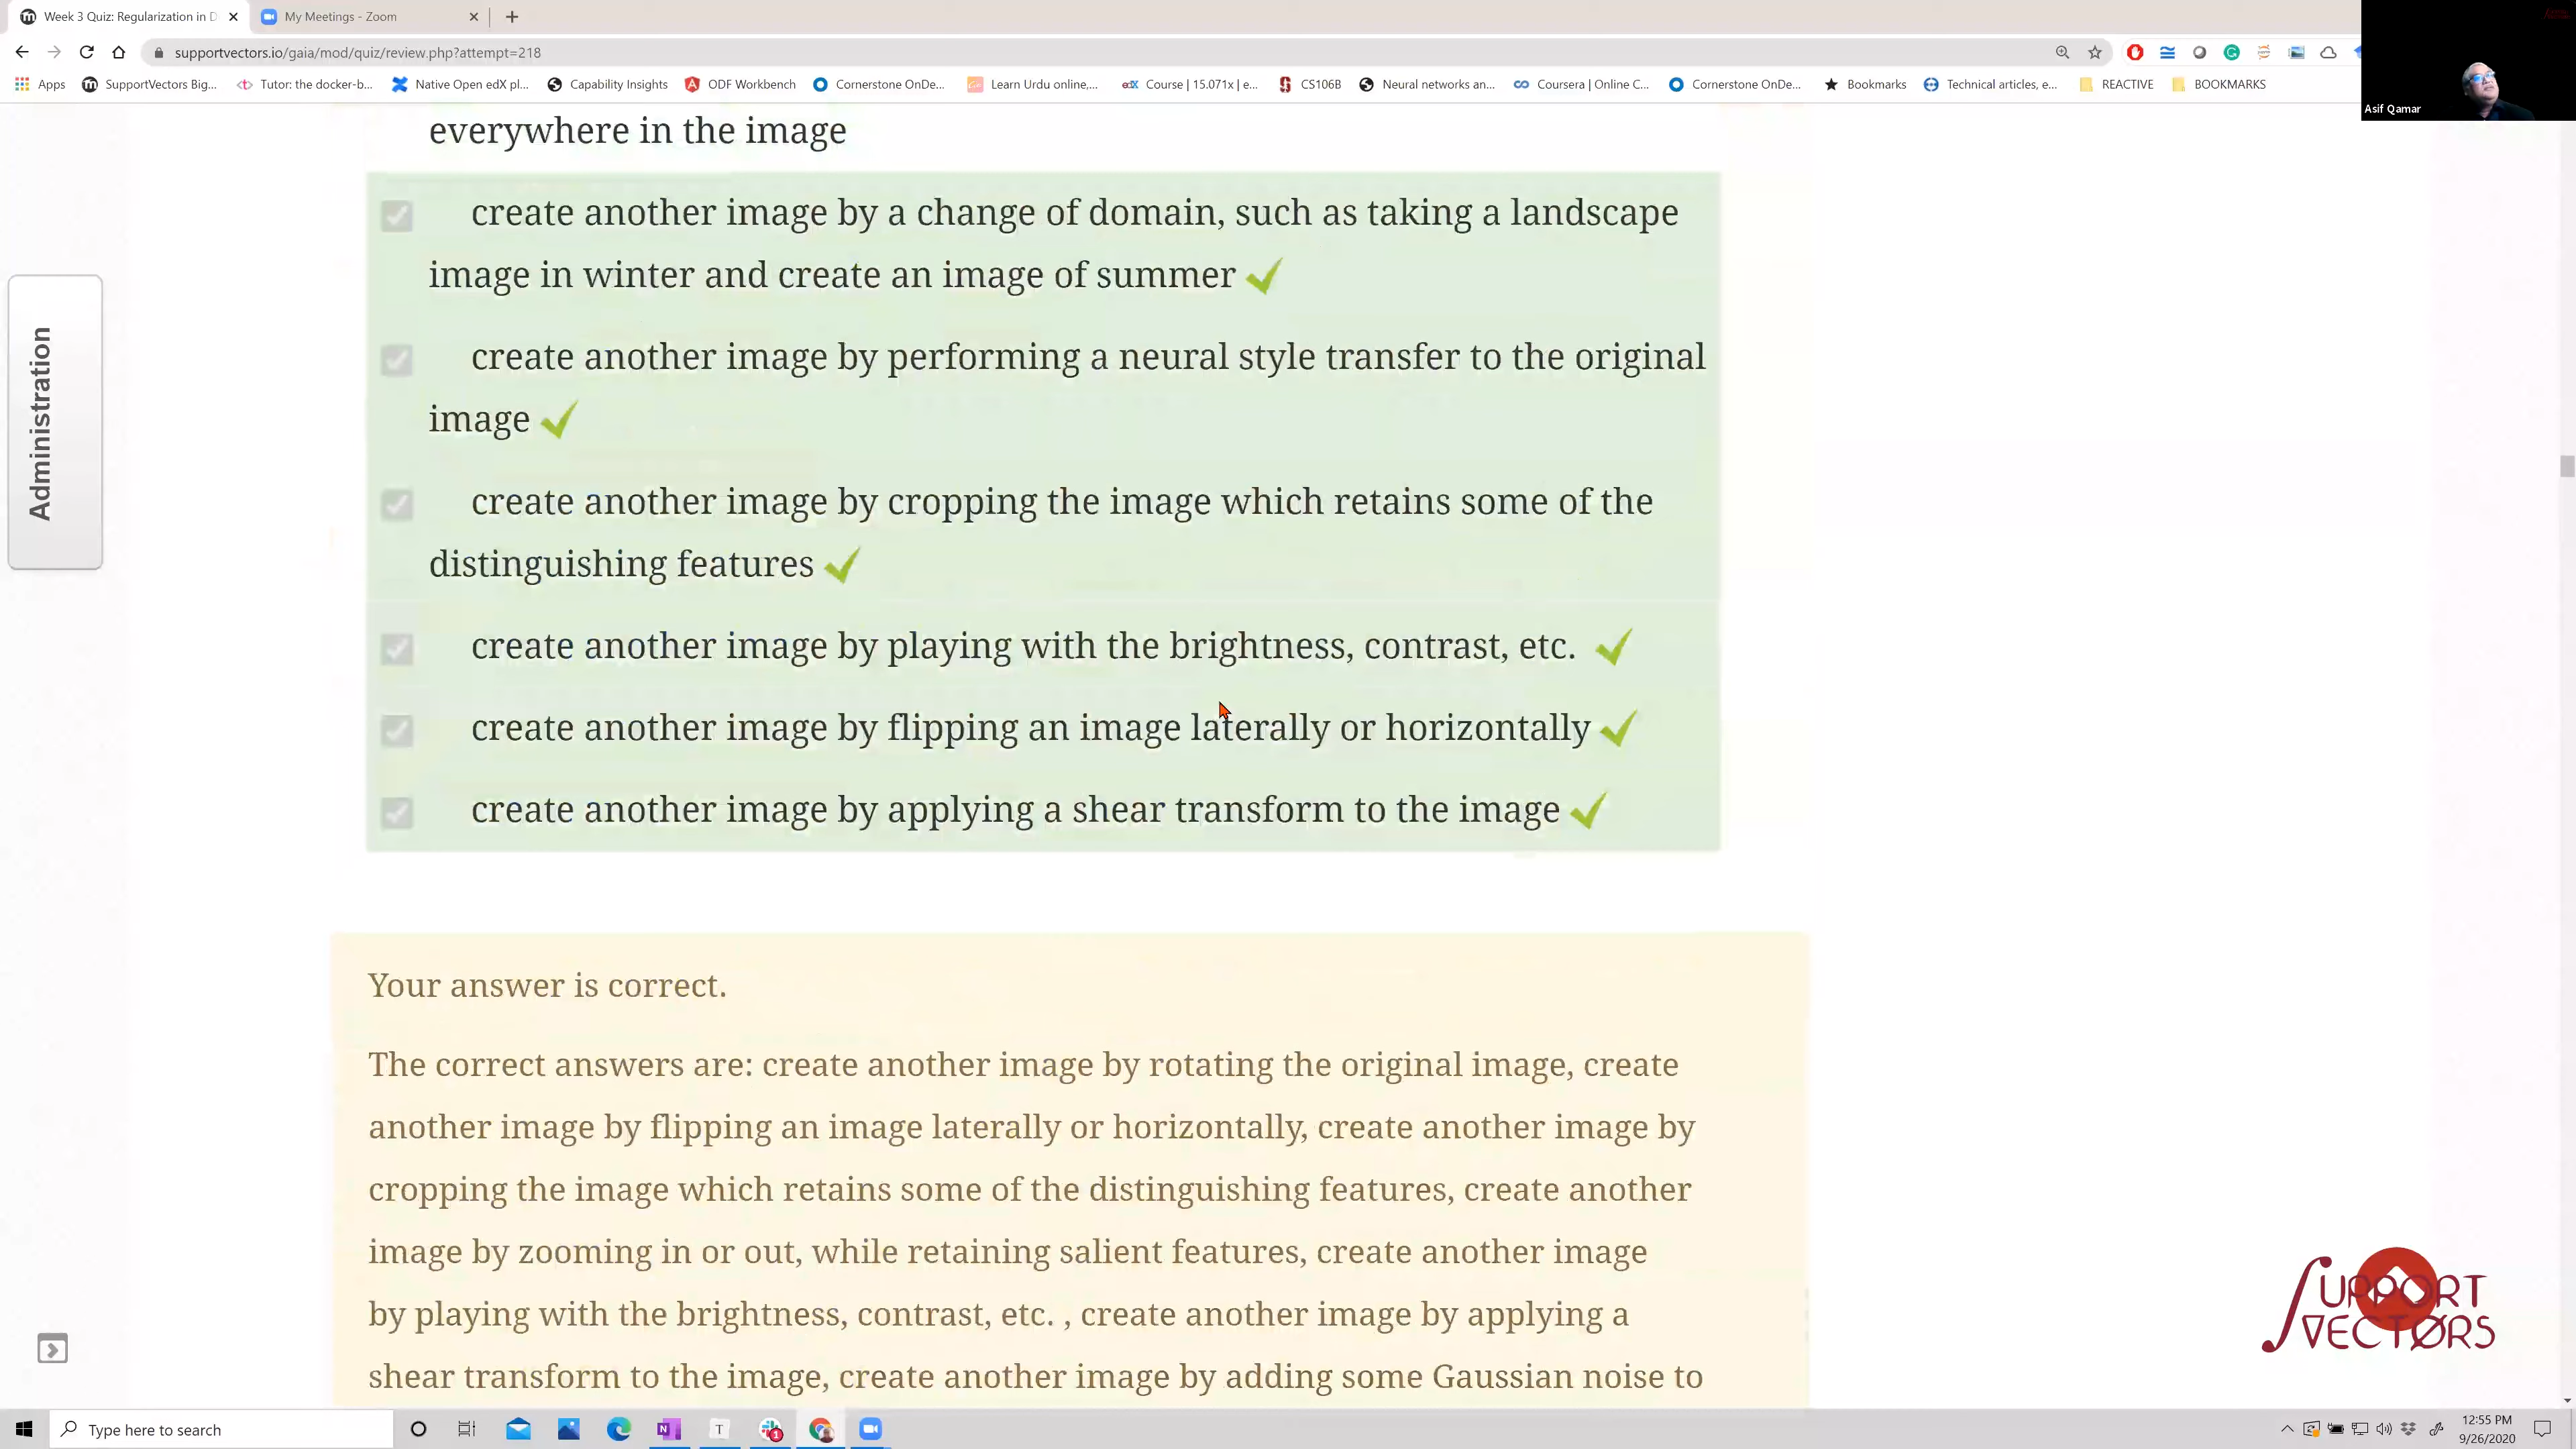 Week 3 Quiz: Regularization in D
My Meetings - Zoom
supportvectors.io/gaia/mod/quiz/review.php?attempt=218
Apps
SupportVectors Big...
Tutor: the docker-b...
Native Open edX pl...
Capability Insights
ODF Workbench
Cornerstone OnDe...
Learn Urdu online,...
Course | 15.071x | e...
CS106B
Neural networks an...
Coursera | Online C...
Cornerstone OnDe...
Bookmarks
Technical articles, e...
REACTIVE
BOOKMARKS
Asif Qamar
Administration
everywhere in the image
create another image by a change of domain, such as taking a landscape
image in winter and create an image of summer
create another image by performing a neural style transfer to the original
image
create another image by cropping the image which retains some of the
distinguishing features
create another image by playing with the brightness, contrast, etc.
create another image by flipping an image laterally or horizontally
create another image by applying a shear transform to the image
Your answer is correct.
The correct answers are: create another image by rotating the original image, create
another image by flipping an image laterally or horizontally, create another image by
cropping the image which retains some of the distinguishing features, create another
image by zooming in or out, while retaining salient features, create another image
by playing with the brightness, contrast, etc. , create another image by applying a
shear transform to the image, create another image by adding some Gaussian noise to
SUPPORT
VECTORS
Type here to search
12:55 PM
9/26/2020